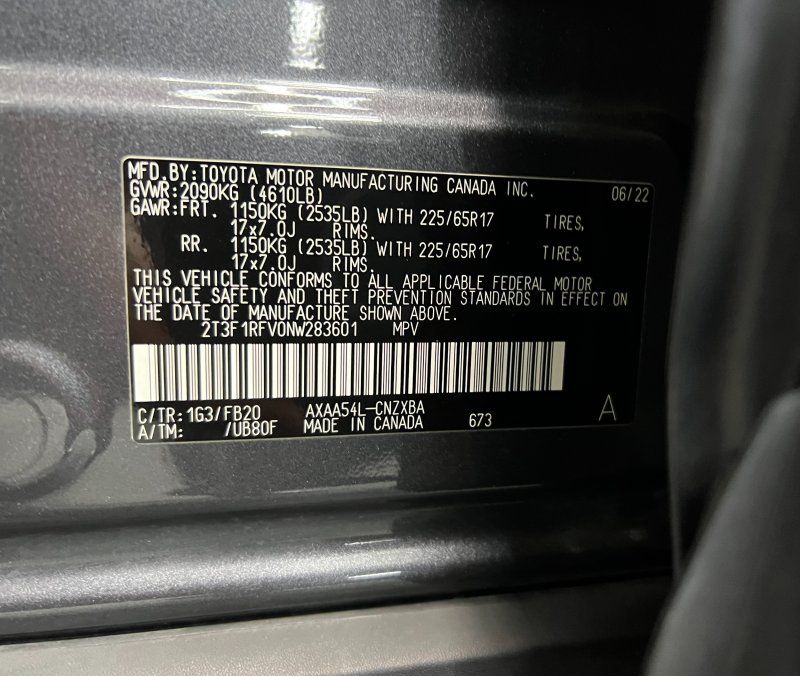 MFD.BY:TOYOTA MOTOR MANUFACTURING CANADA INC. 06/22
GVWR:2090KG (4610LB)
GAWR:FRT. 1150KG (2535LB) WITH 225/65R17 TIRES,
17x7.0J RIMS.
RR. 1150KG (2535LB) WITH 225/65R17 TIRES,
17x7.0J RIMS.
THIS VEHICLE CONFORMS TO ALL APPLICABLE FEDERAL MOTOR
VEHICLE SAFETY AND THEFT PREVENTION STANDARDS IN EFFECT ON
THE DATE OF MANUFACTURE SHOWN ABOVE.
2T3F1RFV0NW283601 MPV
C/TR:1G3/FB20 AXAA54L-CNZXBA
A/TM: /UB80F MADE IN CANADA 673 A